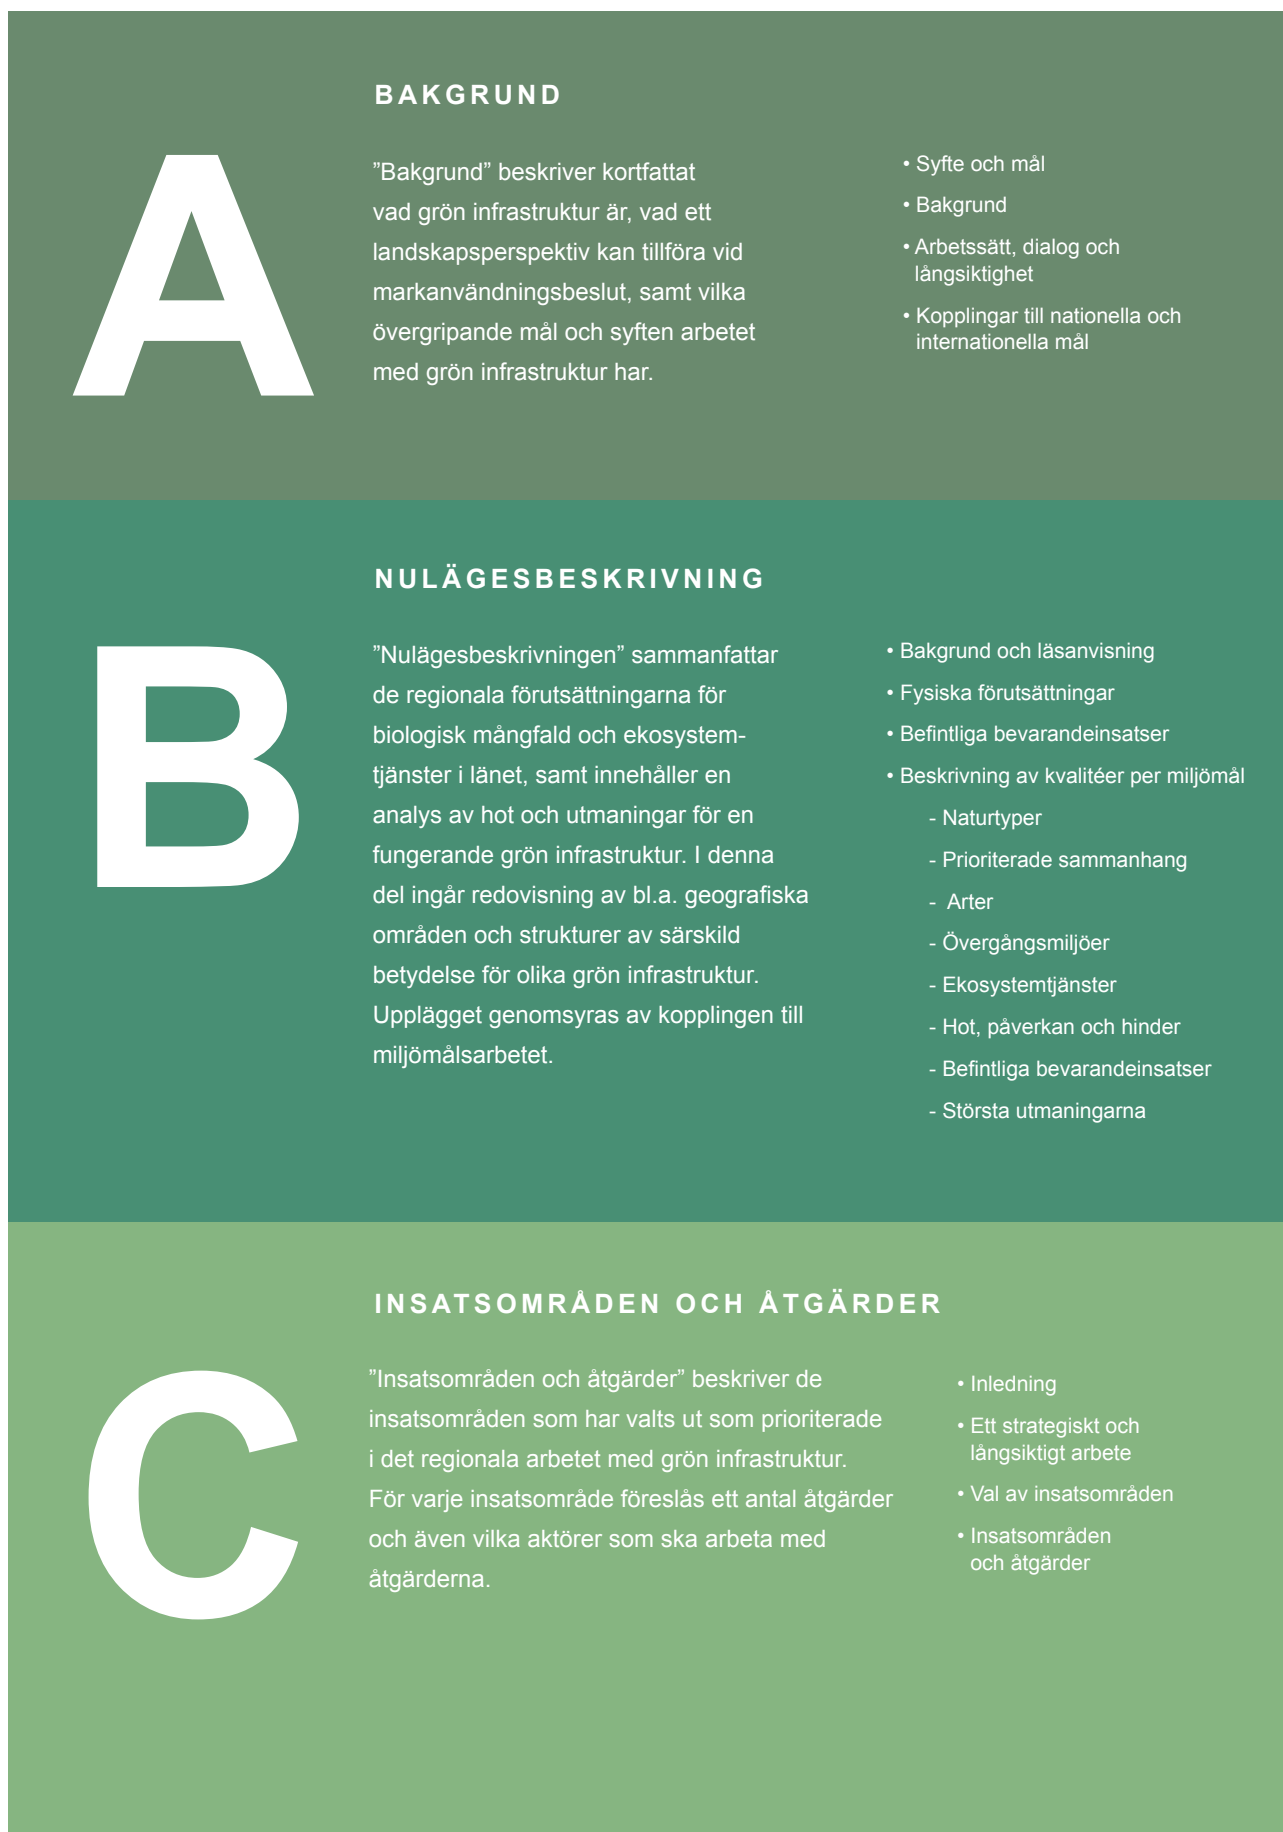 A
BAKGRUND
”Bakgrund” beskriver kortfattat
vad grön infrastruktur är, vad ett
landskapsperspektiv kan tillföra vid
markanvändningsbeslut, samt vilka
övergripande mål och syften arbetet
med grön infrastruktur har.
• Syfte och mål
• Bakgrund
• Arbetssätt, dialog och
långsiktighet
• Kopplingar till nationella och
internationella mål
B
NULÄGESBESKRIVNING
”Nulägesbeskrivningen” sammanfattar
de regionala förutsättningarna för
biologisk mångfald och ekosystem-
tjänster i länet, samt innehåller en
analys av hot och utmaningar för en
fungerande grön infrastruktur. I denna
del ingår redovisning av bl.a. geografiska
områden och strukturer av särskild
betydelse för olika grön infrastruktur.
Upplägget genomsyras av kopplingen till
miljömålsarbetet.
• Bakgrund och läsanvisning
• Fysiska förutsättningar
• Befintliga bevarandeinsatser
• Beskrivning av kvalitéer per miljömål
- Naturtyper
- Prioriterade sammanhang
- Arter
- Övergångsmiljöer
- Ekosystemtjänster
- Hot, påverkan och hinder
- Befintliga bevarandeinsatser
- Största utmaningarna
C
INSATSOMRÅDEN OCH ÅTGÄRDER
”Insatsområden och åtgärder” beskriver de
insatsområden som har valts ut som prioriterade
i det regionala arbetet med grön infrastruktur.
För varje insatsområde föreslås ett antal åtgärder
och även vilka aktörer som ska arbeta med
åtgärderna.
• Inledning
• Ett strategiskt och
långsiktigt arbete
• Val av insatsområden
• Insatsområden
och åtgärder